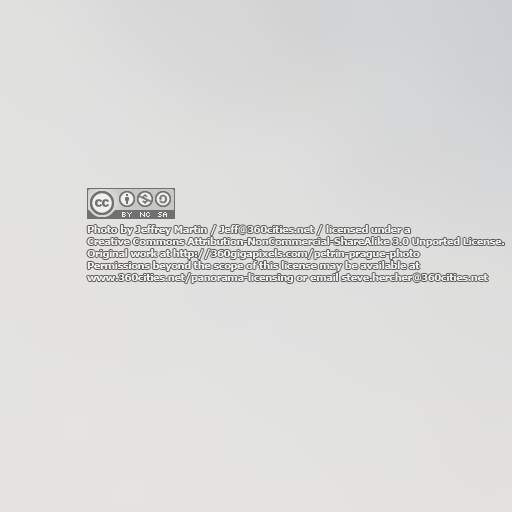 cc
BY NC SA
Photo by Jeffrey Martin / Jeff@360cities.net / licensed under a
Creative Commons Attribution-NonCommercial-ShareAlike 3.0 Unported License.
Original work at http://360gigapixels.com/petrin-prague-photo
Permissions beyond the scope of this license may be available at
www.360cities.net/panorama-licensing or email steve.hercher@360cities.net